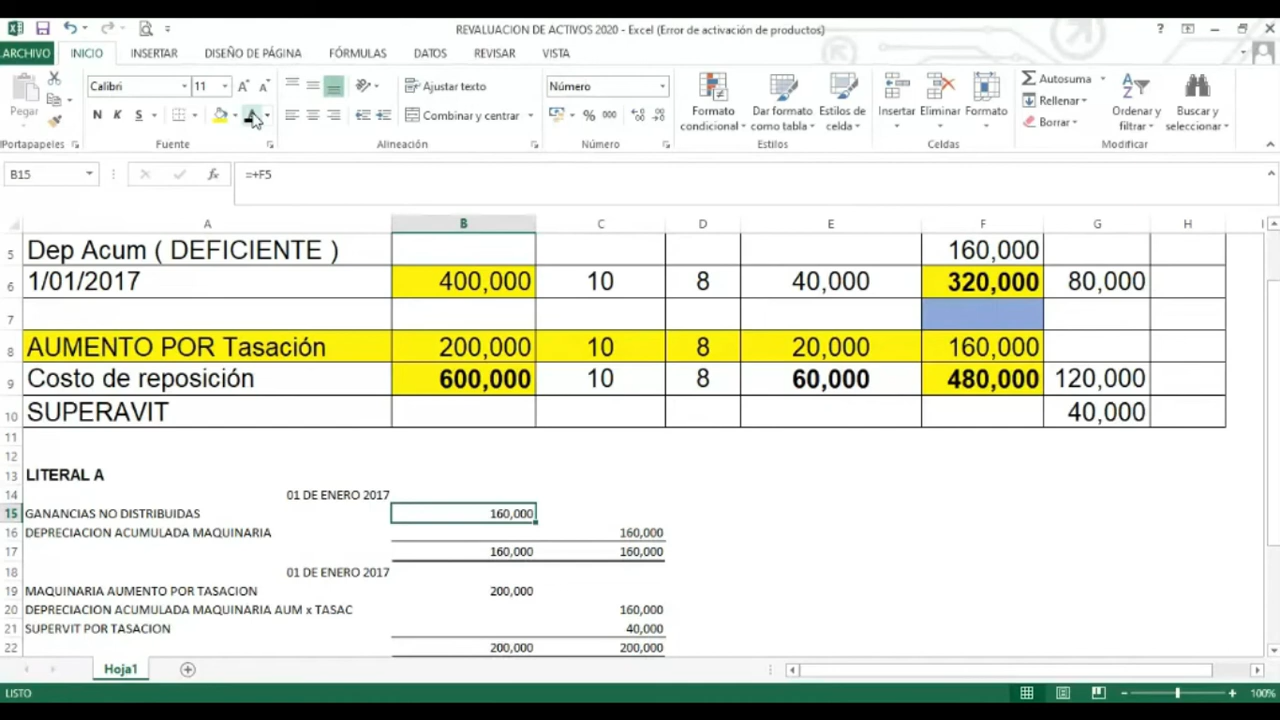 REVALUACION DE ACTIVOS 2020 - Excel (Error de activación de productos)
ARCHIVO INICIO INSERTAR DISEÑO DE PÁGINA FÓRMULAS DATOS REVISAR VISTA
Pegar
Calibri 11
N K S
Ajustar texto
Combinar y centrar
Número
% 000
Formato condicional
Dar formato como tabla
Estilos de celda
Insertar Eliminar Formato
Autosuma
Rellenar
Borrar
Ordenar y filtrar
Buscar y seleccionar
Portapapeles Fuente Alineación Número Estilos Celdas Modificar
B15 fx =+F5
A B C D E F G H
5 Dep Acum ( DEFICIENTE ) 160,000
6 1/01/2017 400,000 10 8 40,000 320,000 80,000
7
8 AUMENTO POR Tasación 200,000 10 8 20,000 160,000
9 Costo de reposición 600,000 10 8 60,000 480,000 120,000
10 SUPERAVIT 40,000
11
12
13 LITERAL A
14 01 DE ENERO 2017
15 GANANCIAS NO DISTRIBUIDAS 160,000
16 DEPRECIACION ACUMULADA MAQUINARIA 160,000
17 160,000 160,000
18 01 DE ENERO 2017
19 MAQUINARIA AUMENTO POR TASACION 200,000
20 DEPRECIACION ACUMULADA MAQUINARIA AUM x TASAC 160,000
21 SUPERVIT POR TASACION 40,000
22 200,000 200,000
Hoja1
LISTO 100%